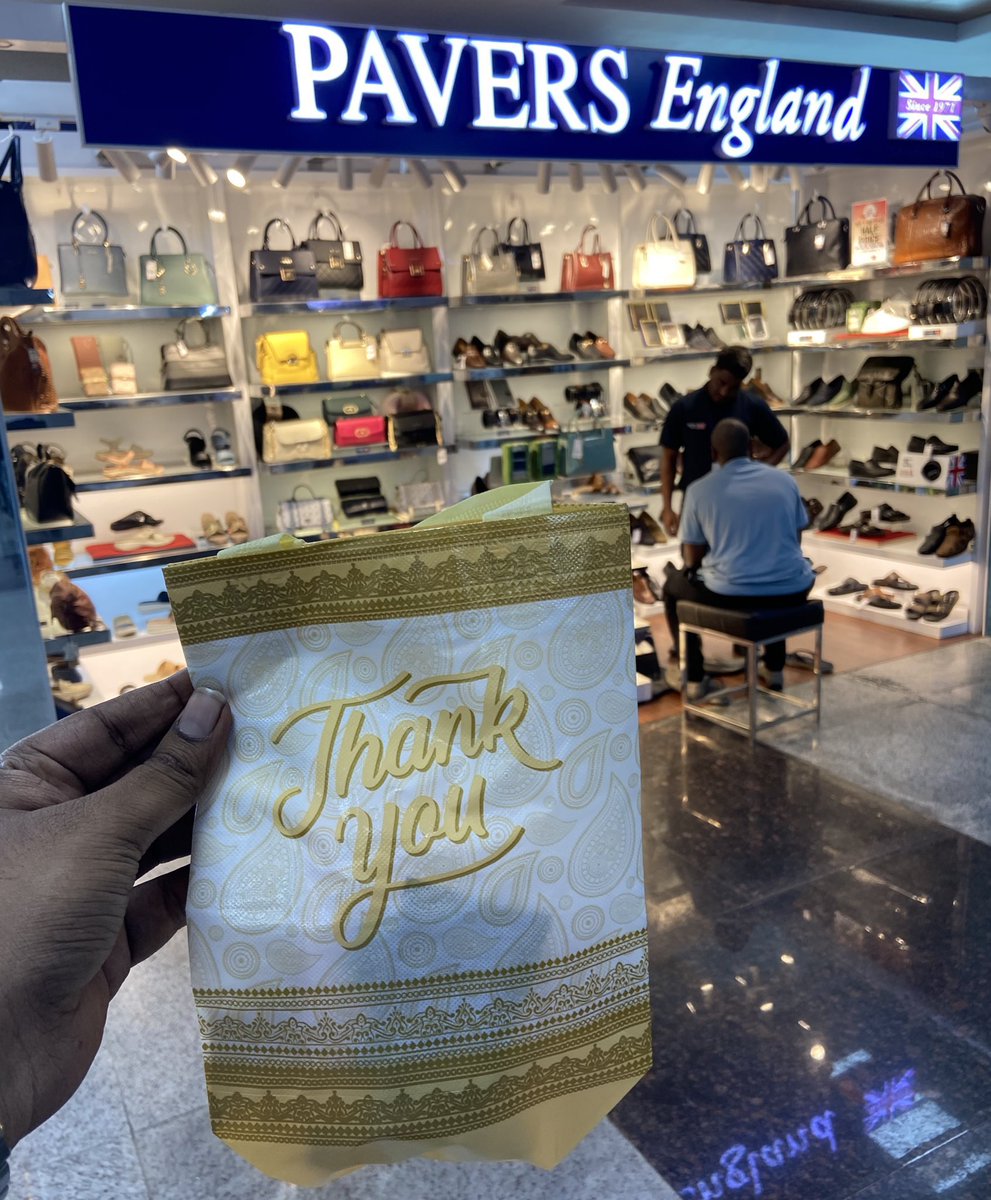 PAVERS England
Since 1971
Thank
you